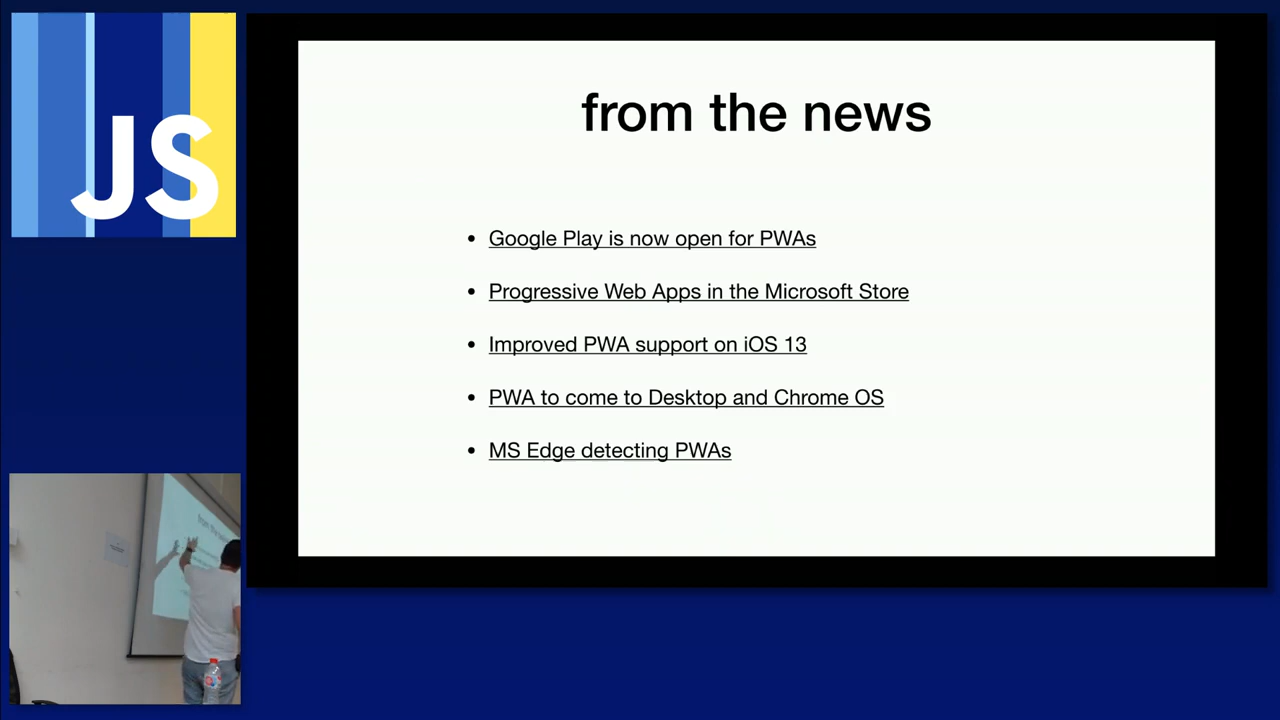 JS
from the news
• Google Play is now open for PWAs
• Progressive Web Apps in the Microsoft Store
• Improved PWA support on iOS 13
• PWA to come to Desktop and Chrome OS
• MS Edge detecting PWAs